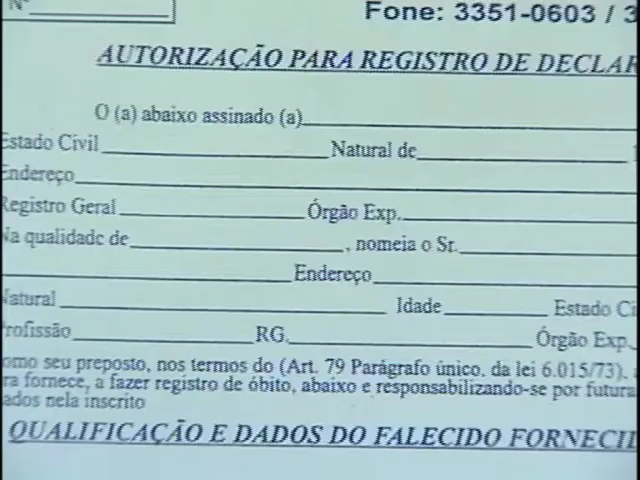 Nº
Fone: 3351-0603 / 3
AUTORIZAÇÃO PARA REGISTRO DE DECLAR
O (a) abaixo assinado (a)
Estado Civil Natural de
Endereço
Registro Geral Órgão Exp.
Na qualidade de , nomeia o Sr.
Endereço
Natural Idade Estado Ci
Profissão RG. Órgão Exp.
omo seu preposto, nos termos do (Art. 79 Parágrafo único. da lei 6.015/73).
ra fornece, a fazer registro de óbito, abaixo e responsabilizando-se por futura
ados nela inscrito
QUALIFICAÇÃO E DADOS DO FALECIDO FORNECID